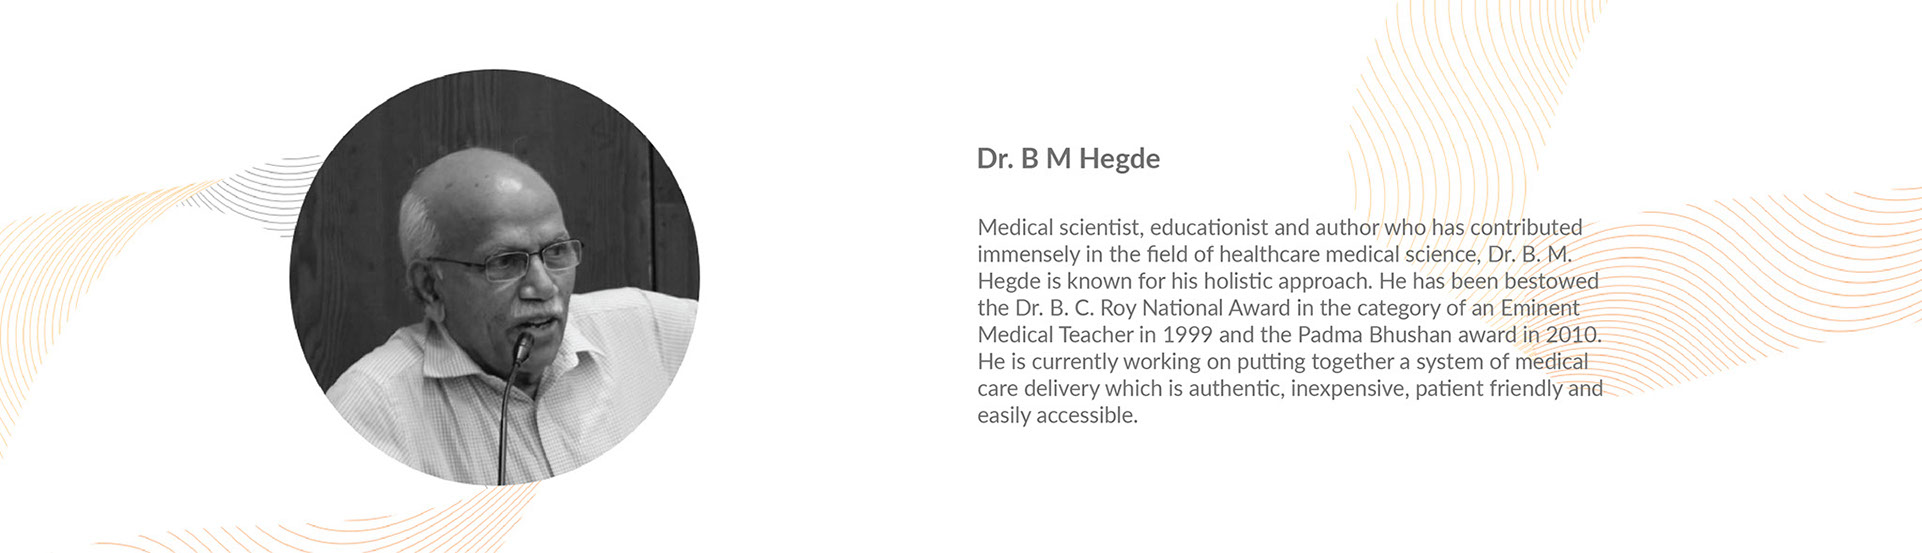 Dr. B M Hegde
Medical scientist, educationist and author who has contributed
immensely in the field of healthcare medical science, Dr. B. M.
Hegde is known for his holistic approach. He has been bestowed
the Dr. B. C. Roy National Award in the category of an Eminent
Medical Teacher in 1999 and the Padma Bhushan award in 2010.
He is currently working on putting together a system of medical
care delivery which is authentic, inexpensive, patient friendly and
easily accessible.